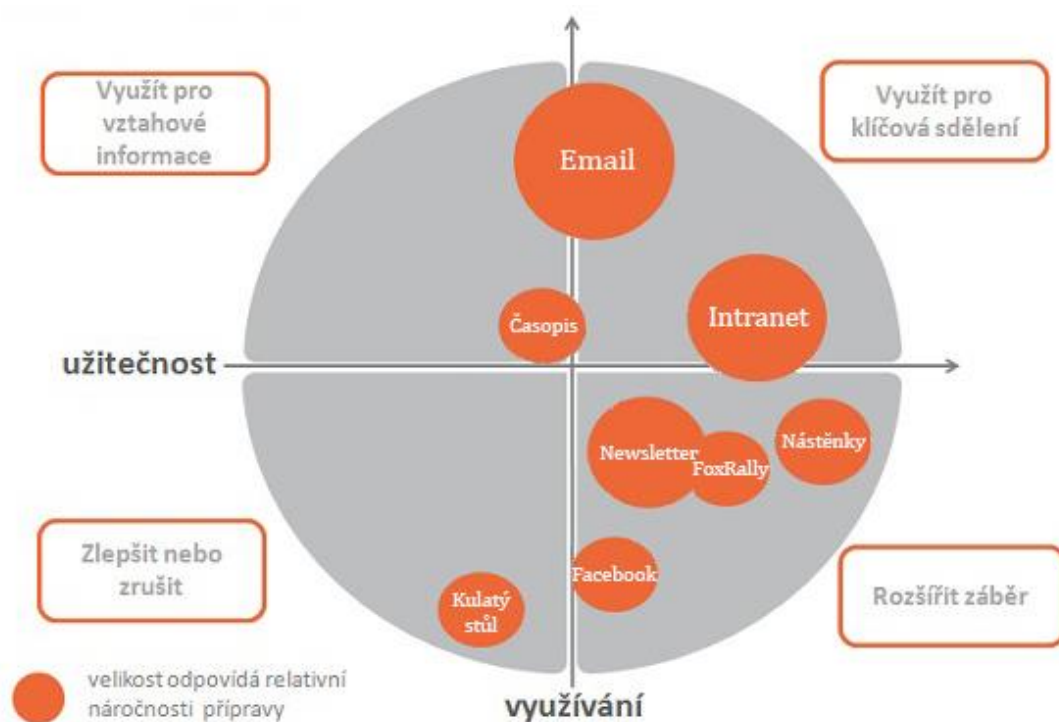 Využít pro
vztahové
informace
Využít pro
klíčová sdělení
Email
Časopis
Intranet
užitečnost
Newsletter
FoxRally
Nástěnky
Zlepšit nebo
zrušit
Kulatý
stůl
Facebook
Rozšířit záběr
velikost odpovídá relativní
náročnosti přípravy
využívání